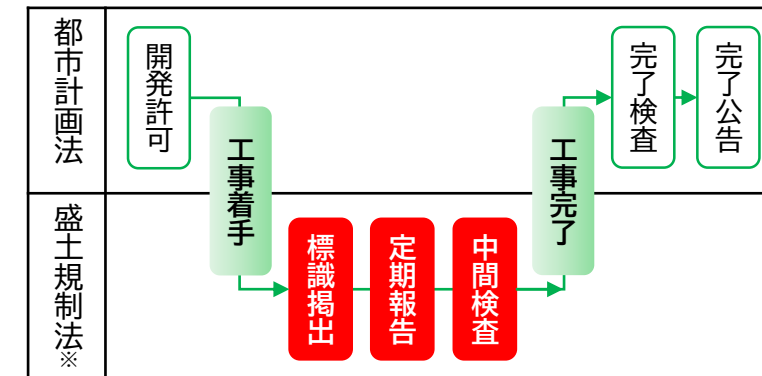 都市計画法
開発許可
工事着手
工事完了
完了検査
完了公告
盛土規制法※
標識掲出
定期報告
中間検査